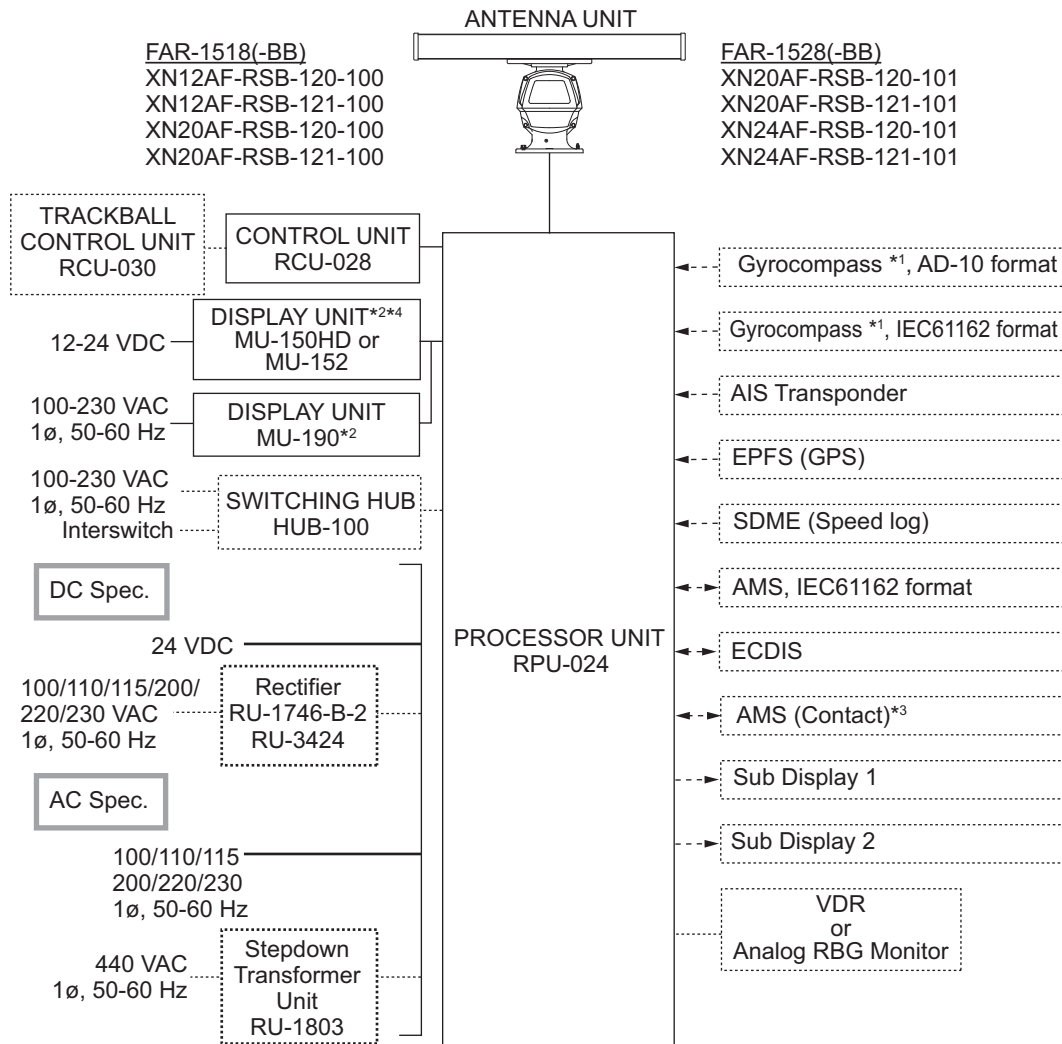 ANTENNA UNIT
FAR-1518(-BB)
XN12AF-RSB-120-100
XN12AF-RSB-121-100
XN20AF-RSB-120-100
XN20AF-RSB-121-100
FAR-1528(-BB)
XN20AF-RSB-120-101
XN20AF-RSB-121-101
XN24AF-RSB-120-101
XN24AF-RSB-121-101
TRACKBALL
CONTROL UNIT
RCU-030
CONTROL UNIT
RCU-028
12-24 VDC
DISPLAY UNIT*2*4
MU-150HD or
MU-152
100-230 VAC
1ø, 50-60 Hz
DISPLAY UNIT
MU-190*2
100-230 VAC
1ø, 50-60 Hz
Interswitch
SWITCHING HUB
HUB-100
DC Spec.
24 VDC
100/110/115/200/
220/230 VAC
1ø, 50-60 Hz
Rectifier
RU-1746-B-2
RU-3424
AC Spec.
100/110/115
200/220/230
1ø, 50-60 Hz
440 VAC
1ø, 50-60 Hz
Stepdown
Transformer
Unit
RU-1803
PROCESSOR UNIT
RPU-024
Gyrocompass *1, AD-10 format
Gyrocompass *1, IEC61162 format
AIS Transponder
EPFS (GPS)
SDME (Speed log)
AMS, IEC61162 format
ECDIS
AMS (Contact)*3
Sub Display 1
Sub Display 2
VDR
or
Analog RBG Monitor